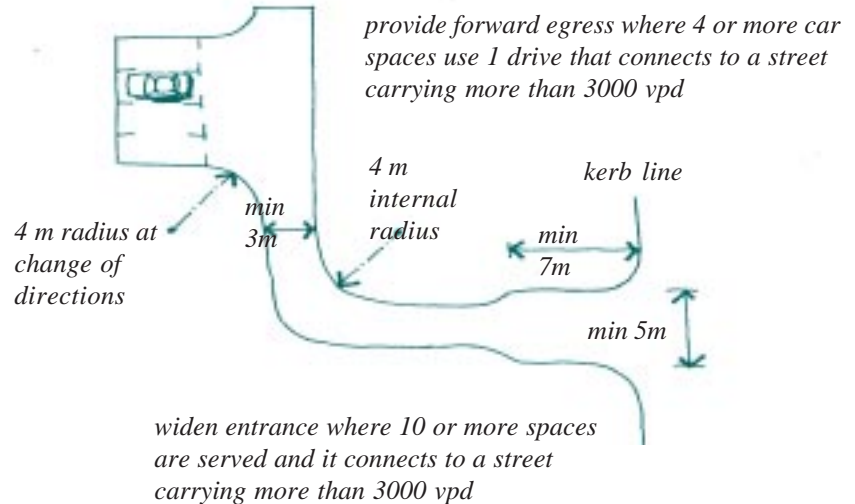 provide forward egress where 4 or more car
spaces use 1 drive that connects to a street
carrying more than 3000 vpd
4 m
internal
radius
kerb line
min
3m
4 m radius at
change of
directions
min
7m
min 5m
widen entrance where 10 or more spaces
are served and it connects to a street
carrying more than 3000 vpd